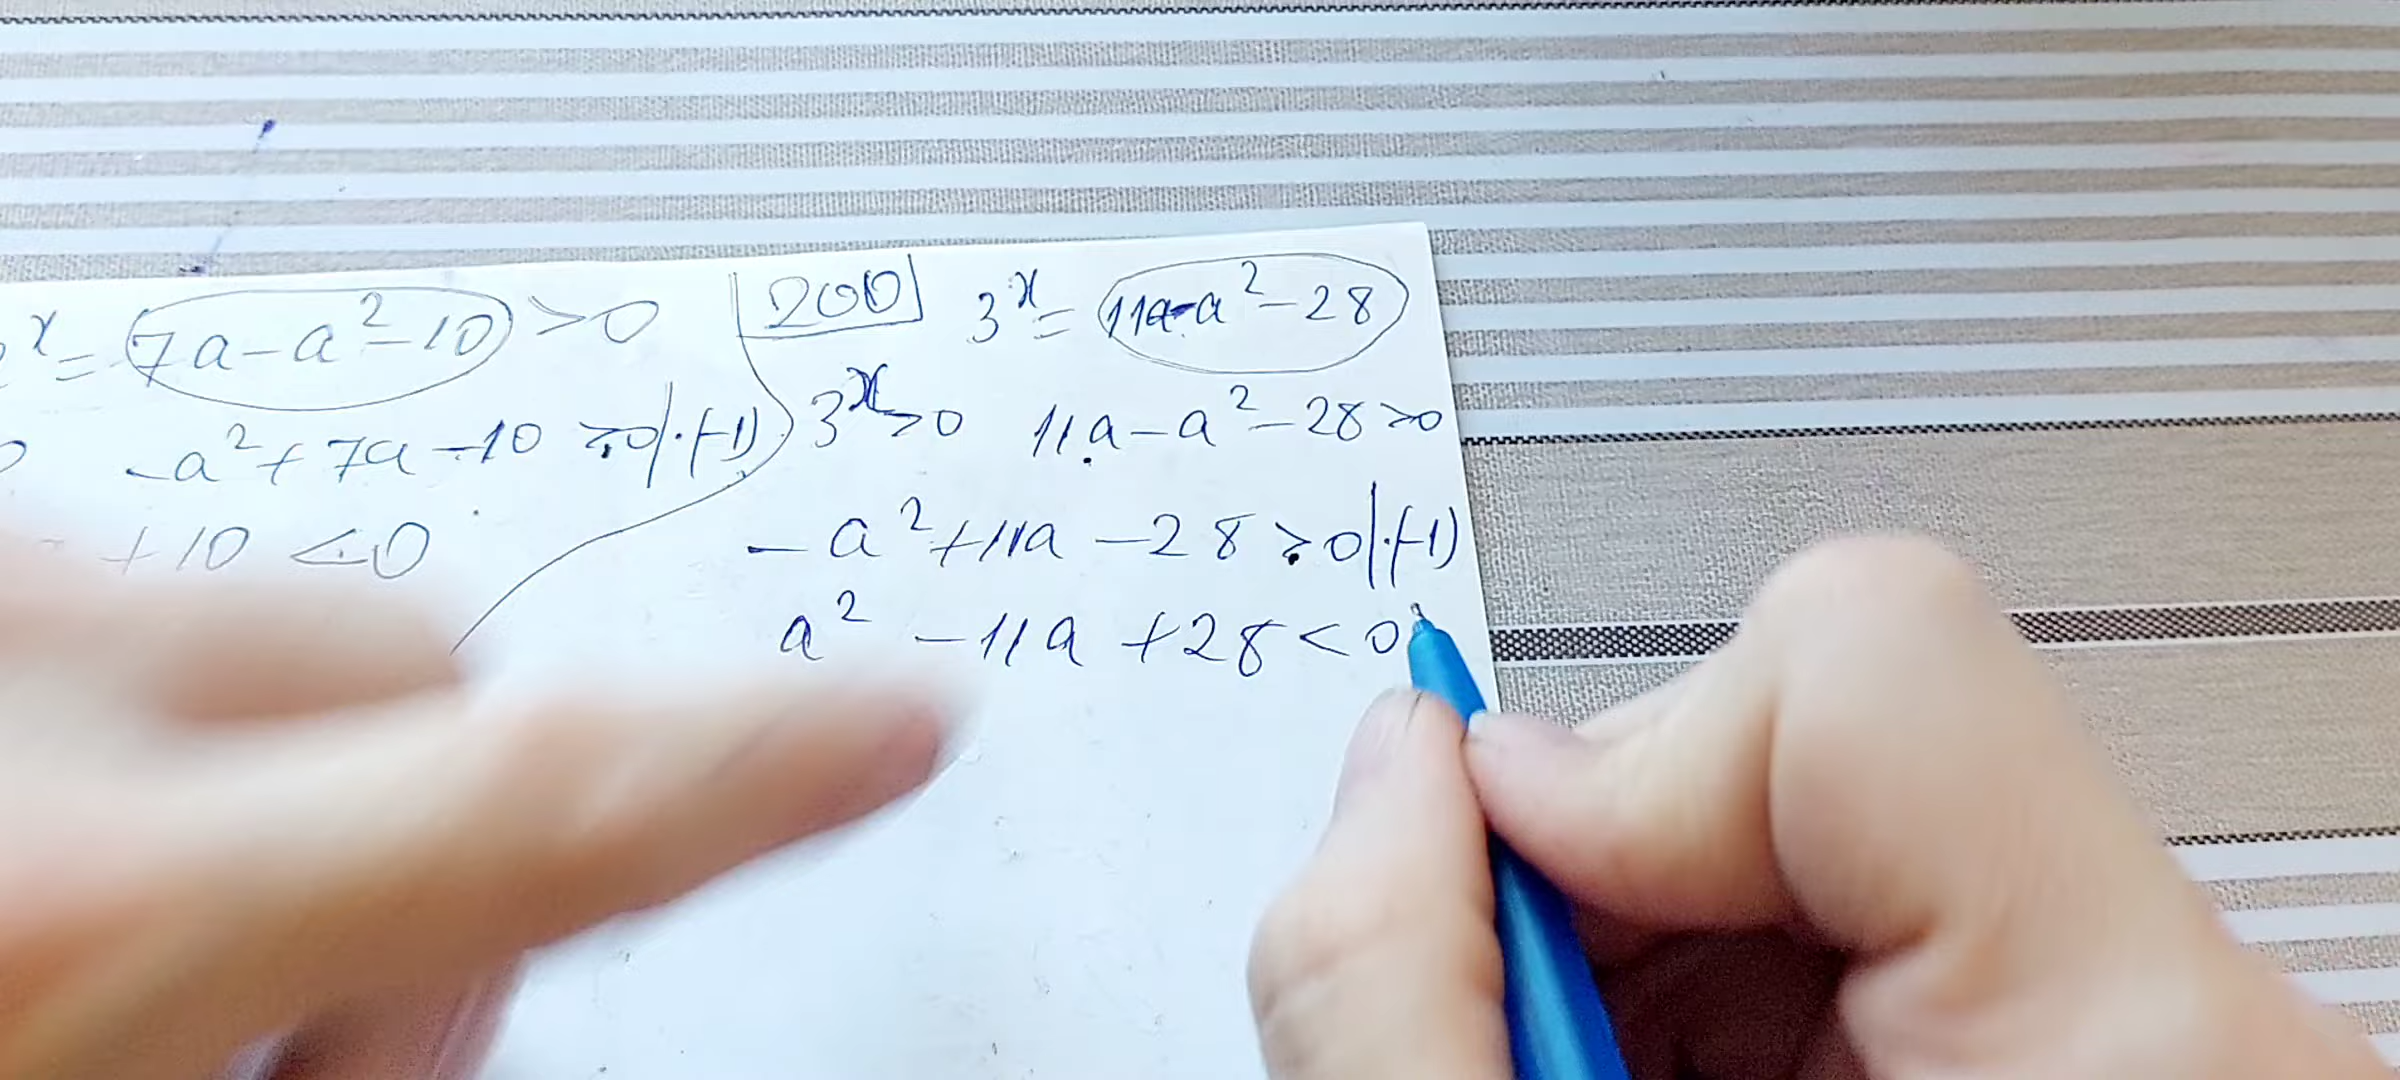 x = 7a - a² - 10 > 0
-a² + 7a - 10 > 0 | · (-1)
+ 10 < 0
200 3ˣ = 11a - a² - 28
3ˣ > 0 11a - a² - 28 > 0
- a² + 11a - 28 > 0 | · (-1)
a² - 11a + 28 < 0